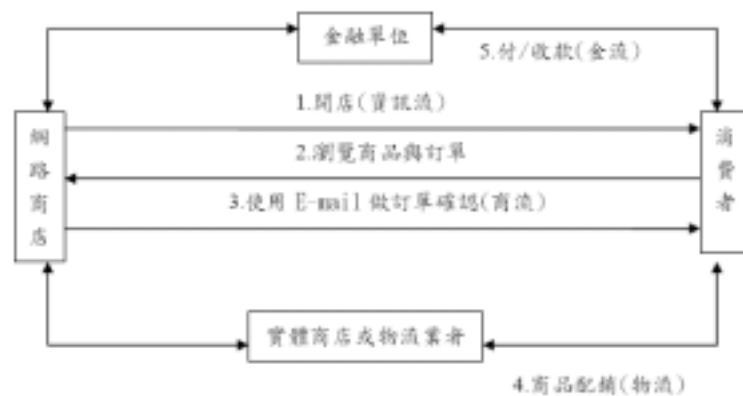 金融單位
5.付/收款(金流)
1.開店(資訊流)
網路商店
消費者
2.瀏覽商品與訂單
3.使用 E-mail 做訂單確認(商流)
實體商店或物流業者
4.商品配銷(物流)